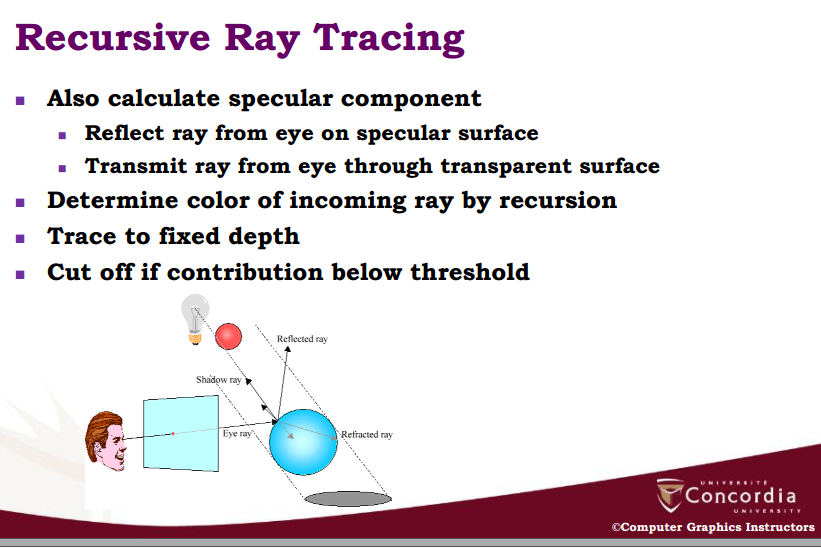 Recursive Ray Tracing
Also calculate specular component
Reflect ray from eye on specular surface
Transmit ray from eye through transparent surface
Determine color of incoming ray by recursion
Trace to fixed depth
Cut off if contribution below threshold
Reflected ray
Shadow ray
Eye ray
Refracted ray
UNIVERSITÉ
Concordia
UNIVERSITY
©Computer Graphics Instructors